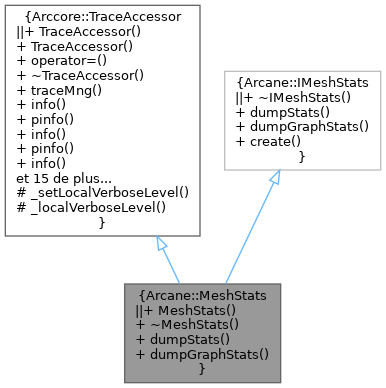 {Arccore::TraceAccessor
||+ TraceAccessor()
+ TraceAccessor()
+ operator=()
+ ~TraceAccessor()
+ traceMng()
+ info()
+ pinfo()
+ info()
+ pinfo()
+ info()
et 15 de plus...
# _setLocalVerboseLevel()
# _localVerboseLevel()
}
{Arcane::IMeshStats
||+ ~IMeshStats()
+ dumpStats()
+ dumpGraphStats()
+ create()
}
{Arcane::MeshStats
||+ MeshStats()
+ ~MeshStats()
+ dumpStats()
+ dumpGraphStats()
}